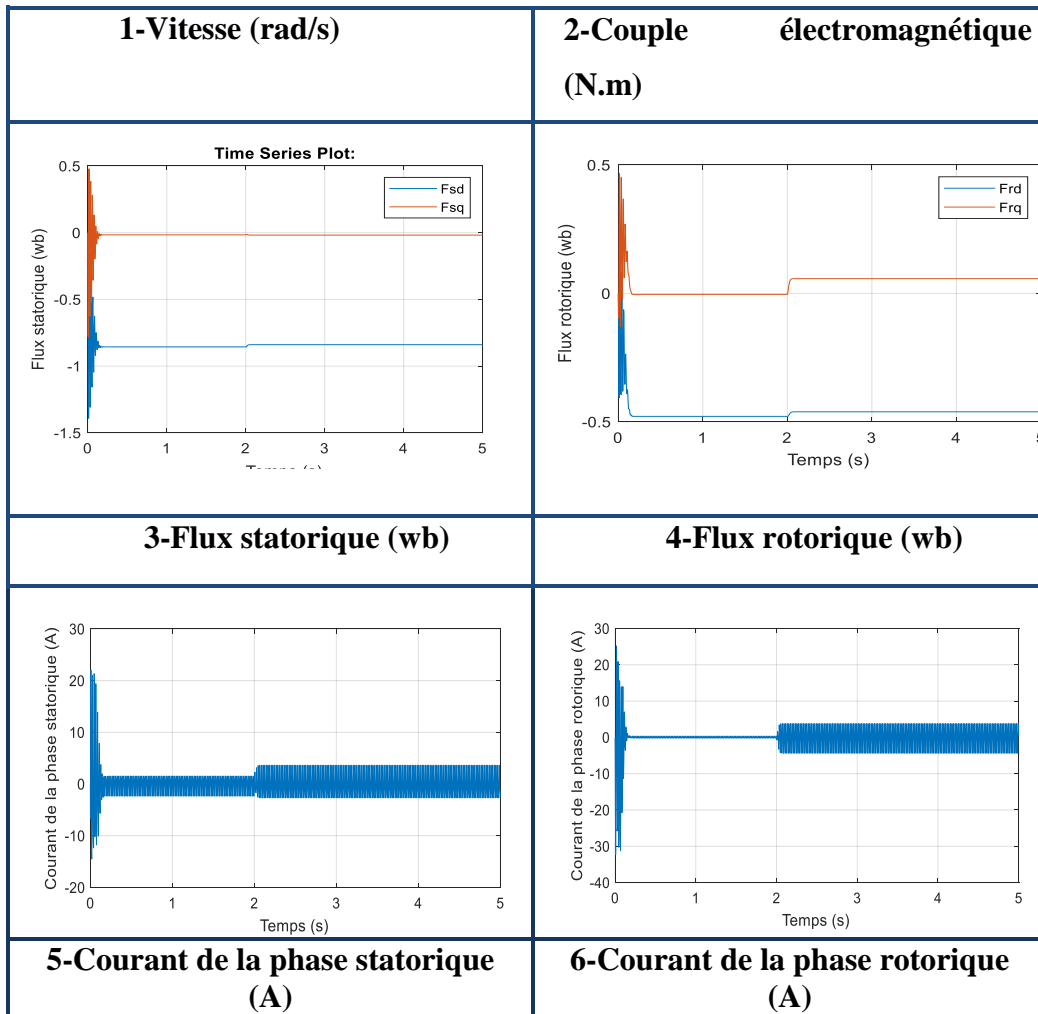 1-Vitesse (rad/s)
2-Couple électromagnétique
(N.m)
Time Series Plot:
Flux statorique (wb)
0.5
0
-0.5
-1
-1.5
Fsd
Fsq
0 1 2 3 4 5
Temps (s)
Flux rotorique (wb)
0.5
0
-0.5
Frd
Frq
0 1 2 3 4 5
Temps (s)
3-Flux statorique (wb)
4-Flux rotorique (wb)
Courant de la phase statorique (A)
30
20
10
0
-10
-20
0 1 2 3 4 5
Temps (s)
Courant de la phase rotorique (A)
30
20
10
0
-10
-20
-30
-40
0 1 2 3 4 5
Temps (s)
5-Courant de la phase statorique
(A)
6-Courant de la phase rotorique
(A)